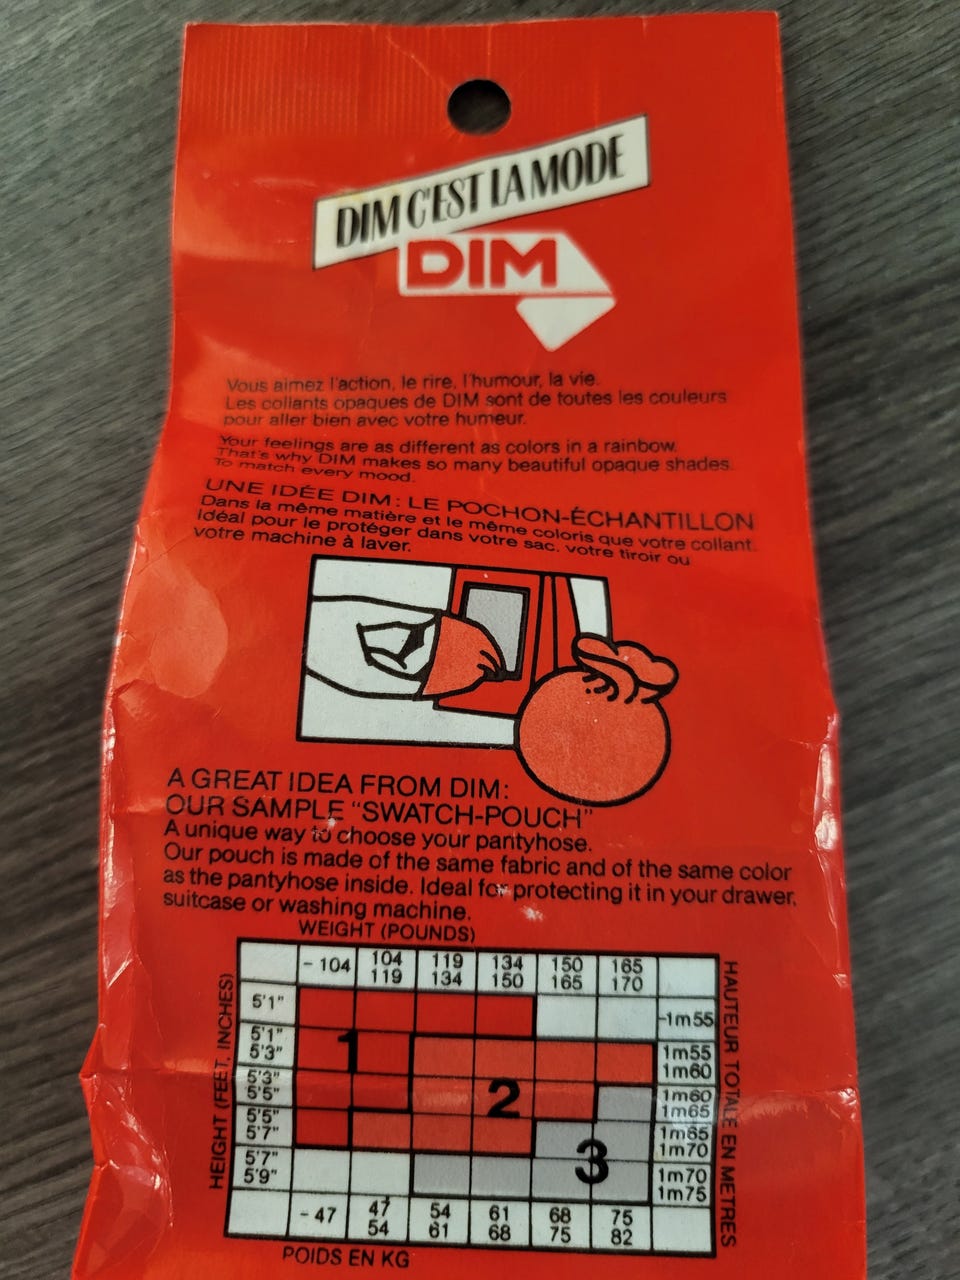 DIM C'EST LA MODE
DIM
Vous aimez l'action, le rire, l'humour, la vie.
Les collants opaques de DIM sont de toutes les couleurs
pour aller bien avec votre humeur.
Your feelings are as different as colors in a rainbow.
That's why DIM makes so many beautiful opaque shades.
To match every mood.
UNE IDÉE DIM: LE POCHON-ÉCHANTILLON
Dans la même matière et le même coloris que votre collant.
Idéal pour le protéger dans votre sac, votre tiroir ou
votre machine à laver.
A GREAT IDEA FROM DIM:
OUR SAMPLE "SWATCH-POUCH"
A unique way to choose your pantyhose.
Our pouch is made of the same fabric and of the same color
as the pantyhose inside. Ideal for protecting it in your drawer,
suitcase or washing machine.
WEIGHT (POUNDS)
- 104 104 119 134 150 165
119 134 150 165 170
HEIGHT (FEET, INCHES)
HAUTEUR TOTALE EN METRES
5'1" -1m55
5'1" 1m55
5'3" 1m60
1
5'3" 1m60
5'5" 1m65
2
5'5" 1m65
5'7" 1m70
3
5'7" 1m70
5'9" 1m75
- 47 47 54 61 68 75
54 61 68 75 82
POIDS EN KG